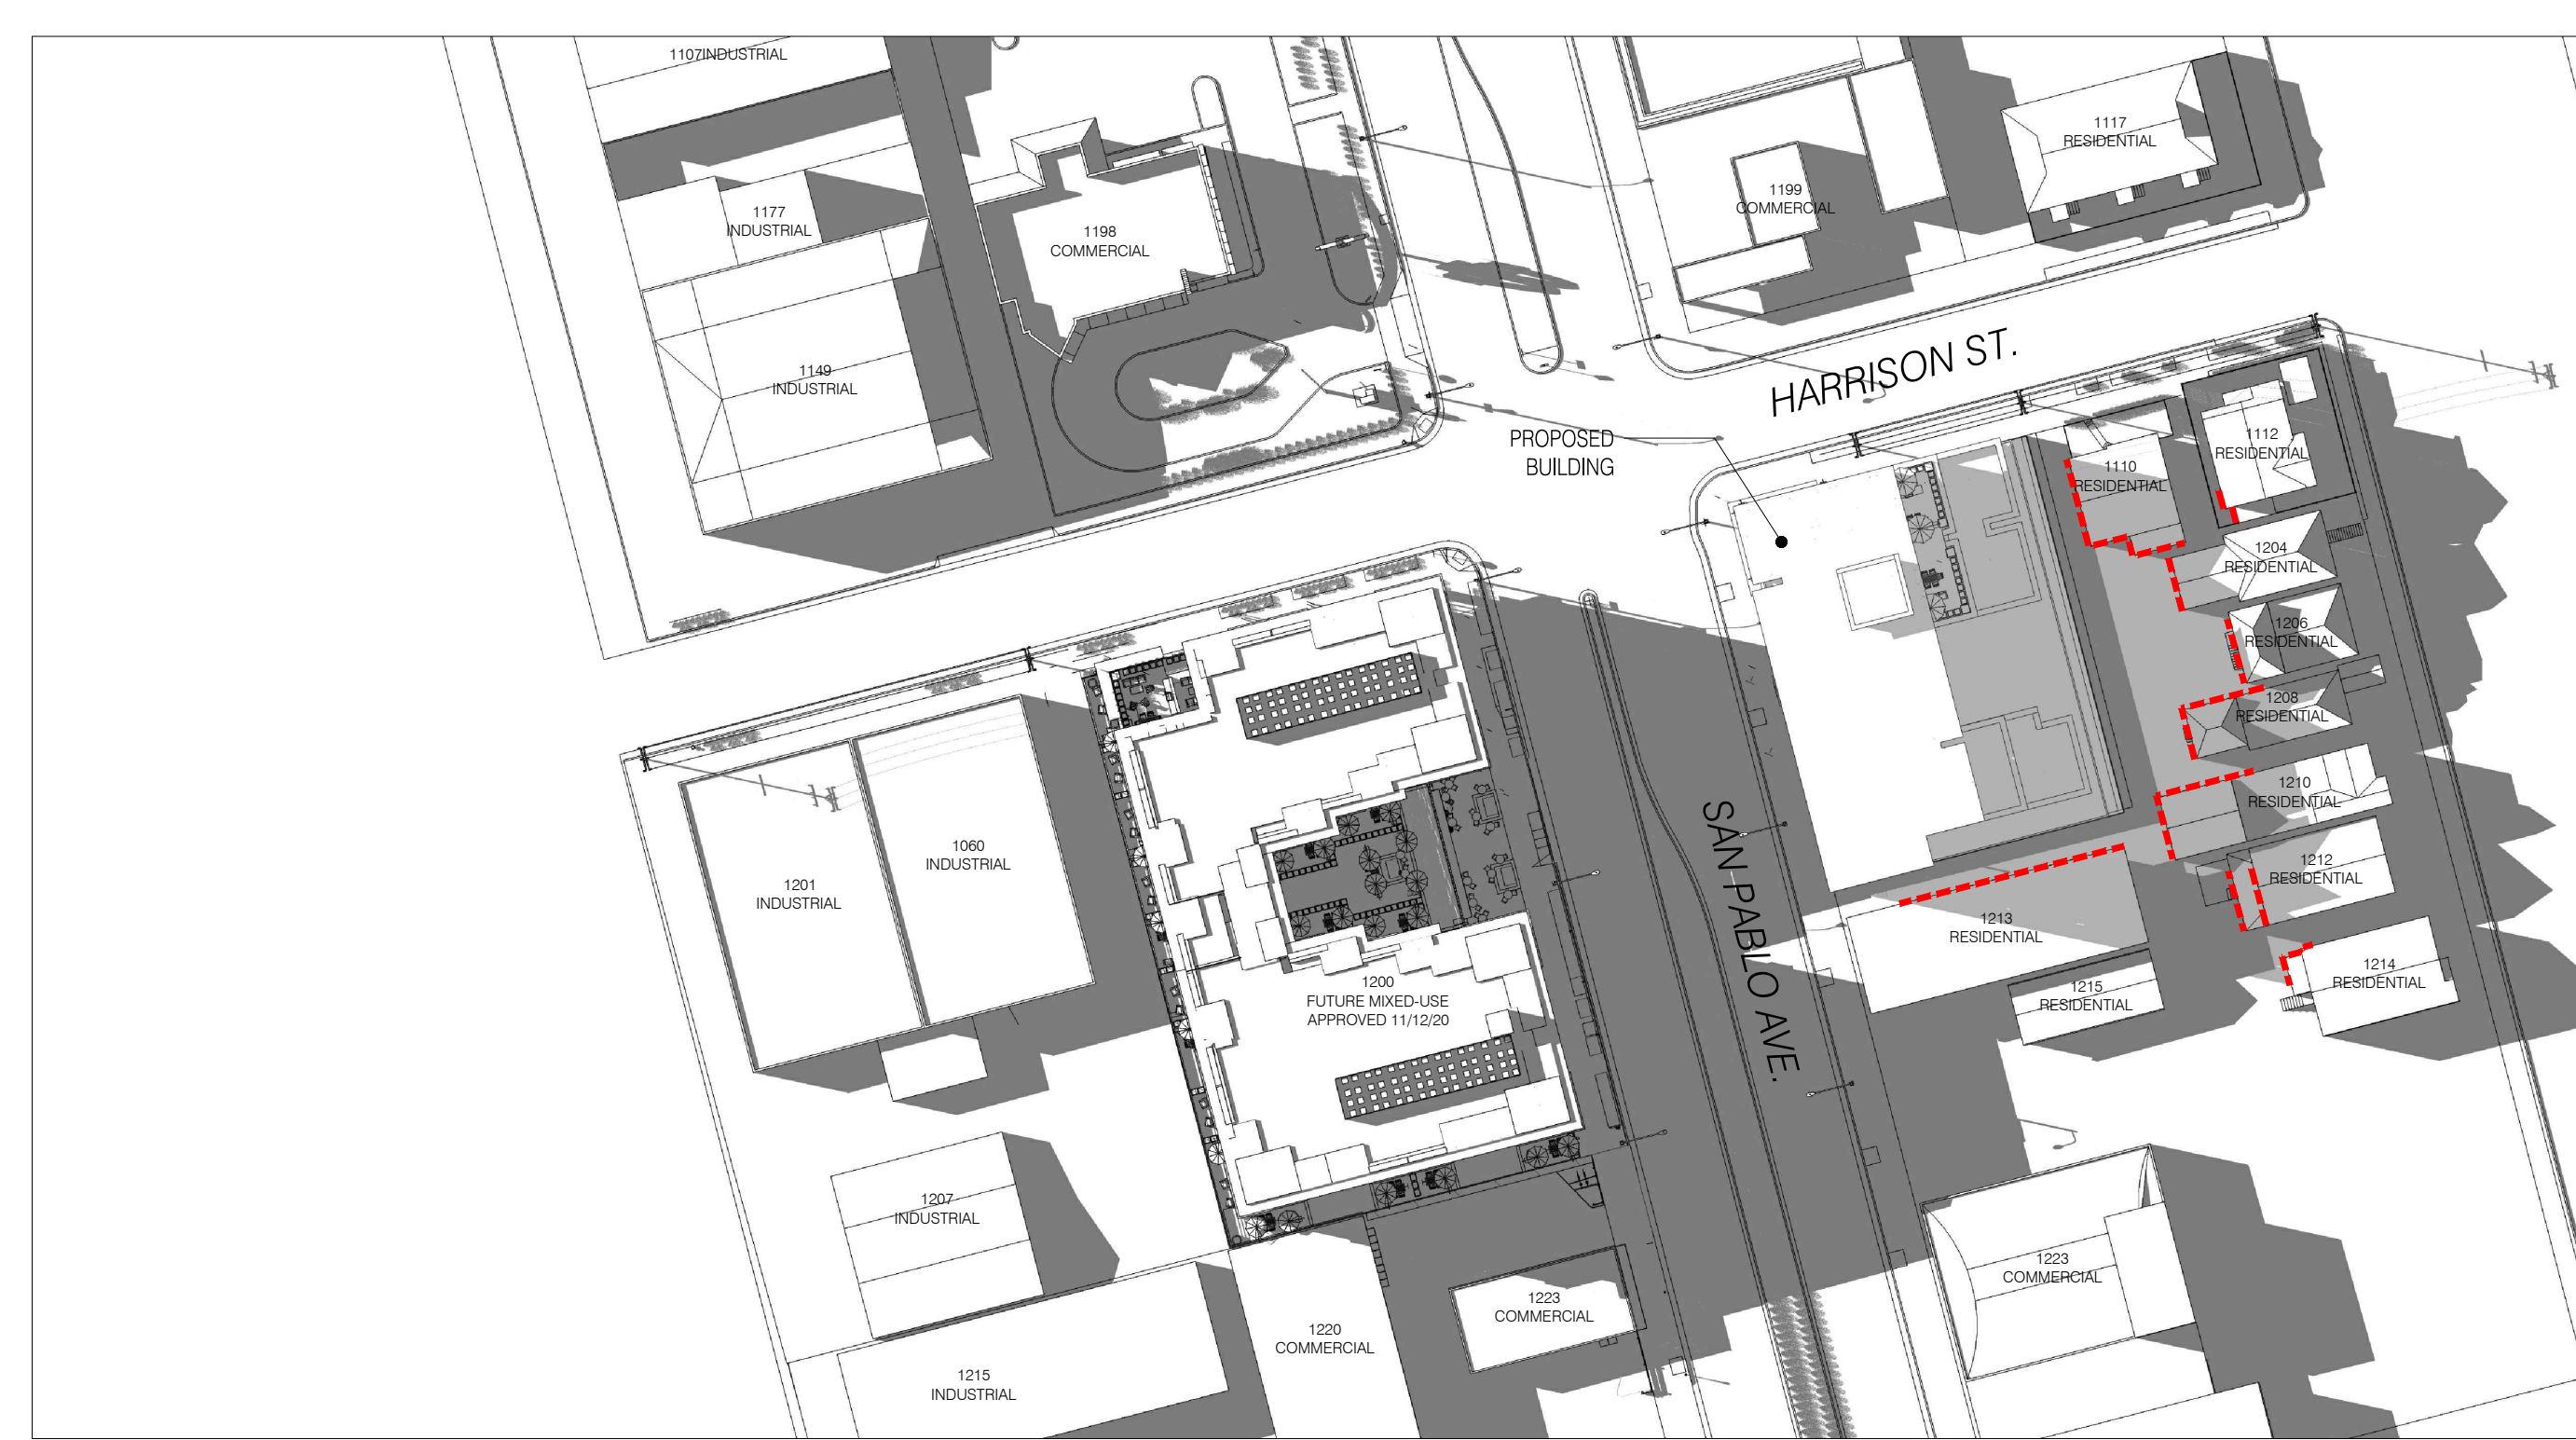 1107INDUSTRIAL
1117
RESIDENTIAL
1177
INDUSTRIAL
1198
COMMERCIAL
1199
COMMERCIAL
1149
INDUSTRIAL
HARRISON ST.
PROPOSED
BUILDING
1110
RESIDENTIAL
1112
RESIDENTIAL
1204
RESIDENTIAL
1206
RESIDENTIAL
1208
RESIDENTIAL
1210
RESIDENTIAL
1212
RESIDENTIAL
1060
INDUSTRIAL
1201
INDUSTRIAL
SAN PABLO AVE.
1213
RESIDENTIAL
1214
RESIDENTIAL
1215
RESIDENTIAL
1200
FUTURE MIXED-USE
APPROVED 11/12/20
1207
INDUSTRIAL
1223
COMMERCIAL
1223
COMMERCIAL
1220
COMMERCIAL
1215
INDUSTRIAL